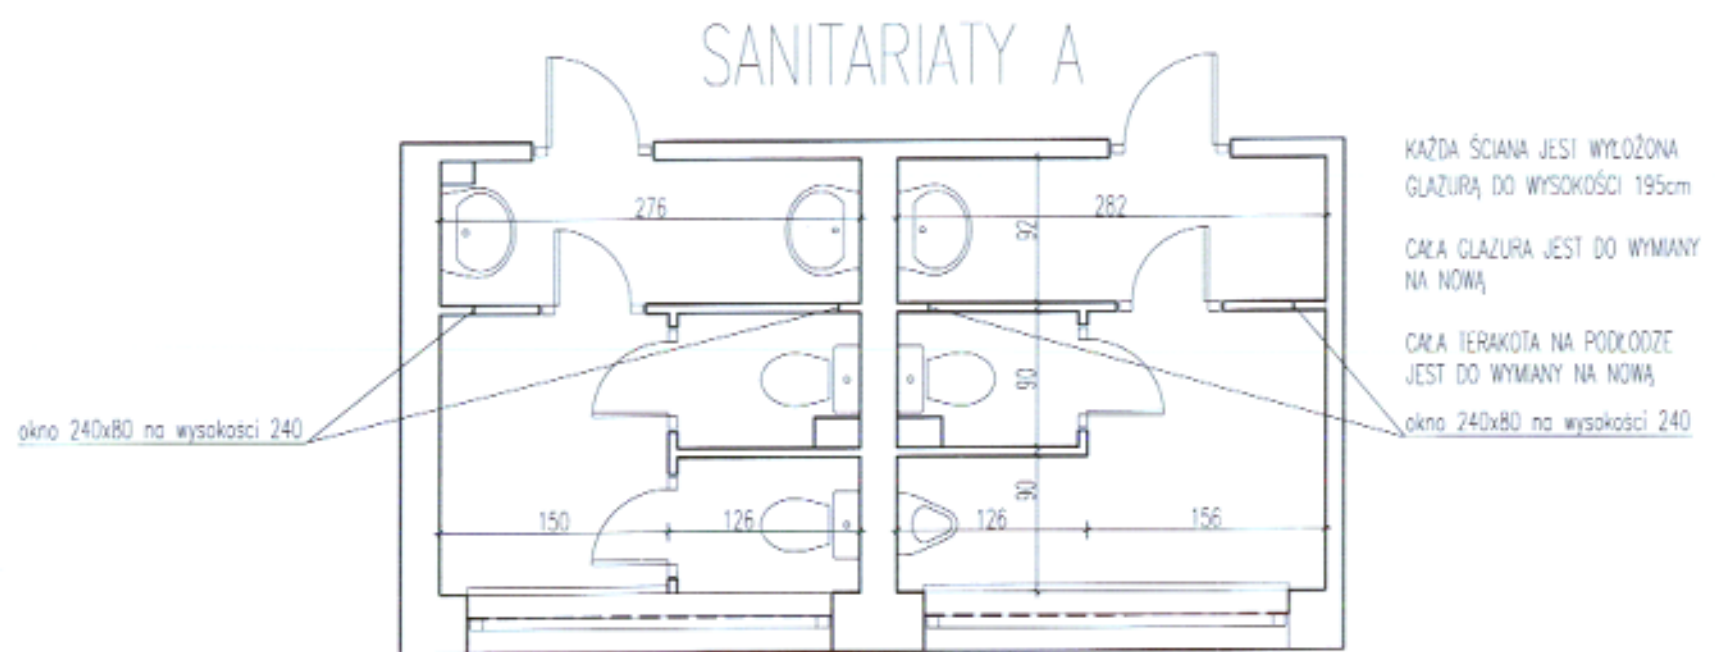 SANITARIATY A
KAŻDA ŚCIANA JEST WYŁOŻONA
GLAZURĄ DO WYSOKOŚCI 195cm
CAŁA GLAZURA JEST DO WYMIANY
NA NOWĄ
CAŁA TERAKOTA NA PODŁODZE
JEST DO WYMIANY NA NOWĄ
276
282
92
90
okno 240x80 na wysokości 240
okno 240x80 na wysokości 240
90
150
126
126
156